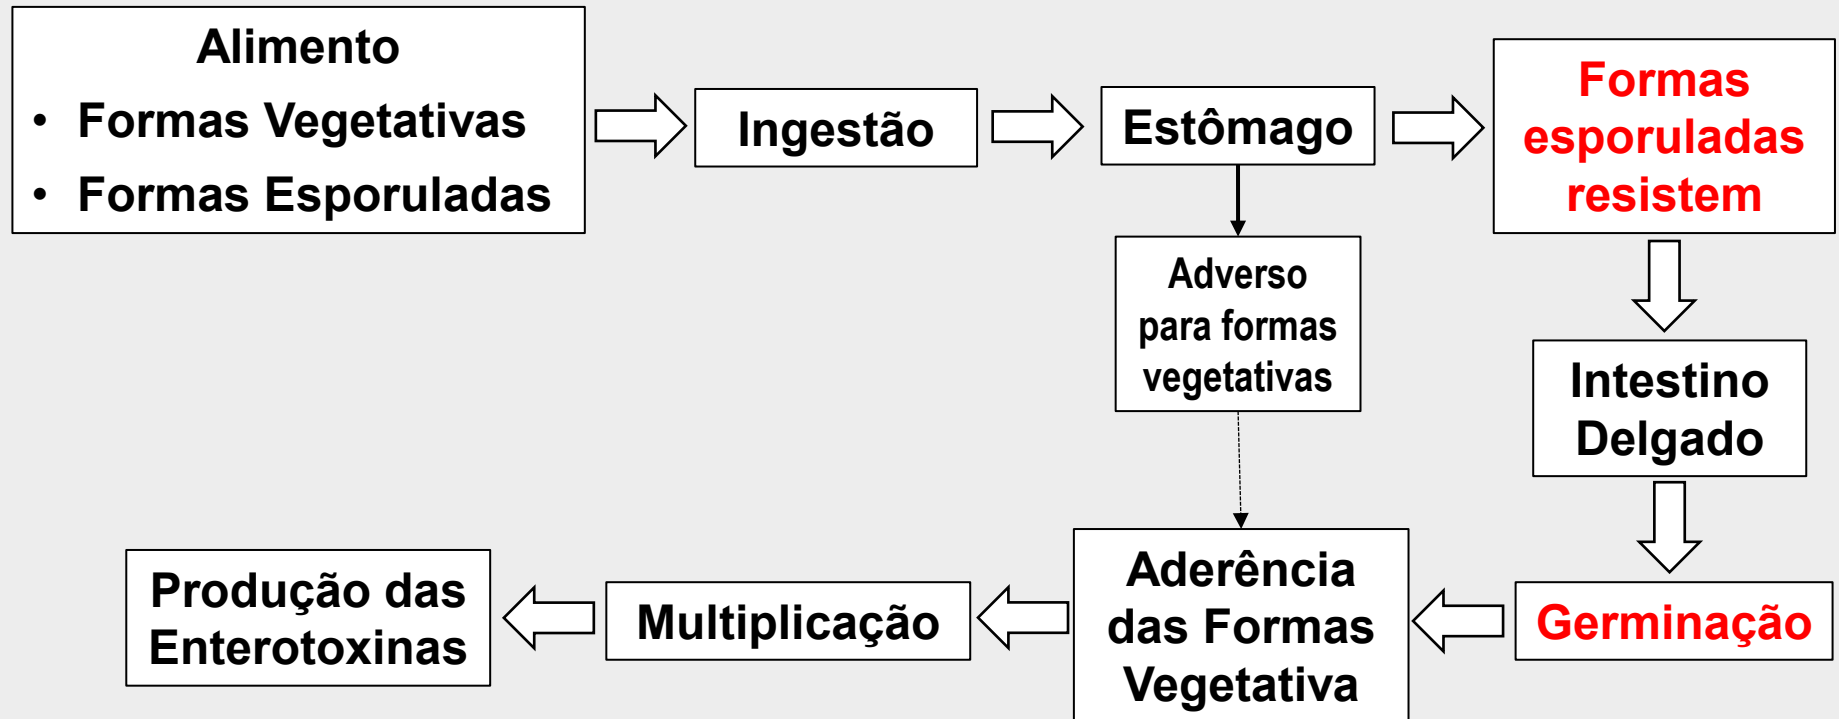 Alimento
• Formas Vegetativas
• Formas Esporuladas
Ingestão
Estômago
Formas
esporuladas
resistem
Adverso
para formas
vegetativas
Intestino
Delgado
Germinação
Aderência
das Formas
Vegetativa
Multiplicação
Produção das
Enterotoxinas